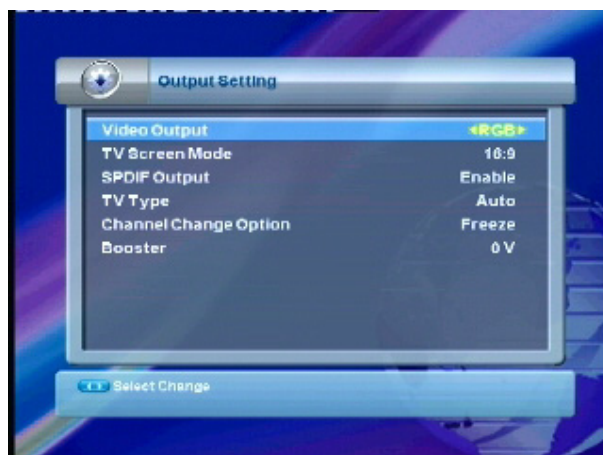 Output Setting
Video Output ◀RGB▶
TV Screen Mode 16:9
SPDIF Output Enable
TV Type Auto
Channel Change Option Freeze
Booster 0 V
Select Change